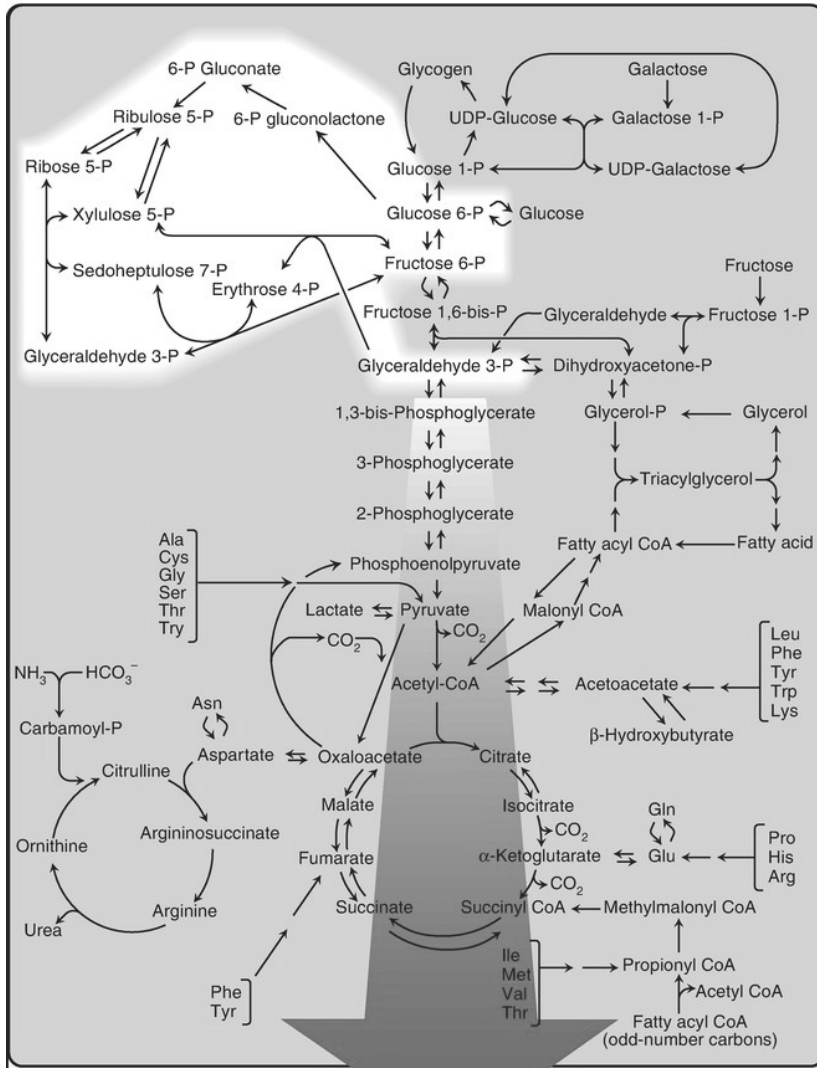 6-P Gluconate
Glycogen
Galactose
Ribulose 5-P
6-P gluconolactone
UDP-Glucose
Galactose 1-P
Ribose 5-P
Glucose 1-P
UDP-Galactose
Xylulose 5-P
Glucose 6-P
Glucose
Sedoheptulose 7-P
Fructose 6-P
Fructose
Erythrose 4-P
Fructose 1,6-bis-P
Glyceraldehyde
Fructose 1-P
Glyceraldehyde 3-P
Glyceraldehyde 3-P
Dihydroxyacetone-P
1,3-bis-Phosphoglycerate
Glycerol-P
Glycerol
3-Phosphoglycerate
Triacylglycerol
2-Phosphoglycerate
Ala
Cys
Gly
Ser
Thr
Try
Fatty acyl CoA
Fatty acid
Phosphoenolpyruvate
Lactate
Pyruvate
Malonyl CoA
CO2
CO2
Leu
Phe
Tyr
Trp
Lys
NH3
HCO3−
Acetyl-CoA
Acetoacetate
Asn
Carbamoyl-P
β-Hydroxybutyrate
Aspartate
Oxaloacetate
Citrate
Citrulline
Malate
Isocitrate
Gln
CO2
Ornithine
Argininosuccinate
Fumarate
α-Ketoglutarate
Glu
Pro
His
Arg
CO2
Arginine
Succinate
Succinyl CoA
Methylmalonyl CoA
Urea
Ile
Met
Val
Thr
Propionyl CoA
Phe
Tyr
Acetyl CoA
Fatty acyl CoA
(odd-number carbons)